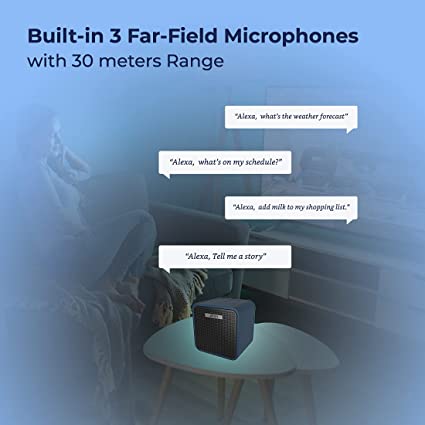 Built-in 3 Far-Field Microphones
with 30 meters Range
“Alexa, what's the weather forecast”
“Alexa, what's on my schedule?”
“Alexa, add milk to my shopping list.”
“Alexa, Tell me a story”